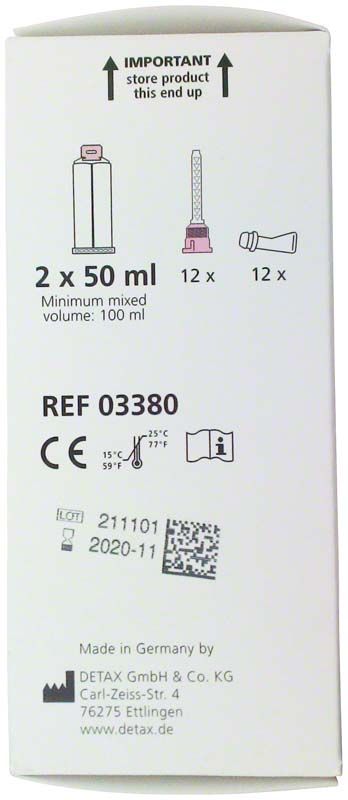 IMPORTANT
store product
this end up
2 x 50 ml
12 x
12 x
Minimum mixed
volume: 100 ml
REF 03380
CE
25°C
77°F
15°C
59°F
i
LOT 211101
2020-11
Made in Germany by
DETAX GmbH & Co. KG
Carl-Zeiss-Str. 4
76275 Ettlingen
www.detax.de